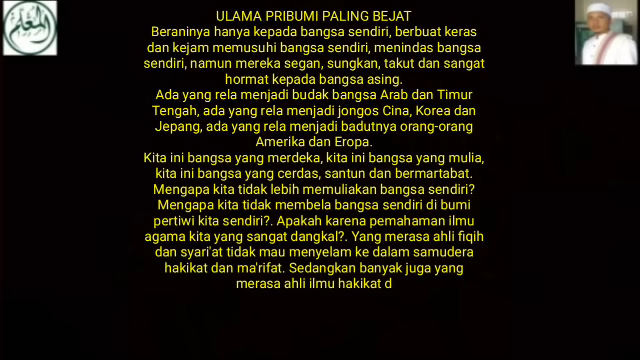 ULAMA PRIBUMI PALING BEJAT
Beraninya hanya kepada bangsa sendiri, berbuat keras
dan kejam memusuhi bangsa sendiri, menindas bangsa
sendiri, namun mereka segan, sungkan, takut dan sangat
hormat kepada bangsa asing.
Ada yang rela menjadi budak bangsa Arab dan Timur
Tengah, ada yang rela menjadi jongos Cina, Korea dan
Jepang, ada yang rela menjadi badutnya orang-orang
Amerika dan Eropa.
Kita ini bangsa yang merdeka, kita ini bangsa yang mulia,
kita ini bangsa yang cerdas, santun dan bermartabat.
Mengapa kita tidak lebih memuliakan bangsa sendiri?
Mengapa kita tidak membela bangsa sendiri di bumi
pertiwi kita sendiri?. Apakah karena pemahaman ilmu
agama kita yang sangat dangkal?. Yang merasa ahli fiqih
dan syari'at tidak mau menyelam ke dalam samudera
hakikat dan ma'rifat. Sedangkan banyak juga yang
merasa ahli ilmu hakikat d